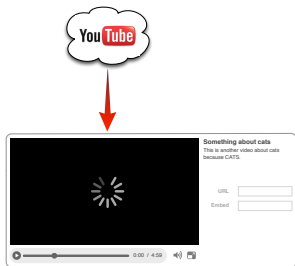 YouTube
Something about cats
This is another video about cats
because CATS.
URL
Embed
0:00 / 4:59